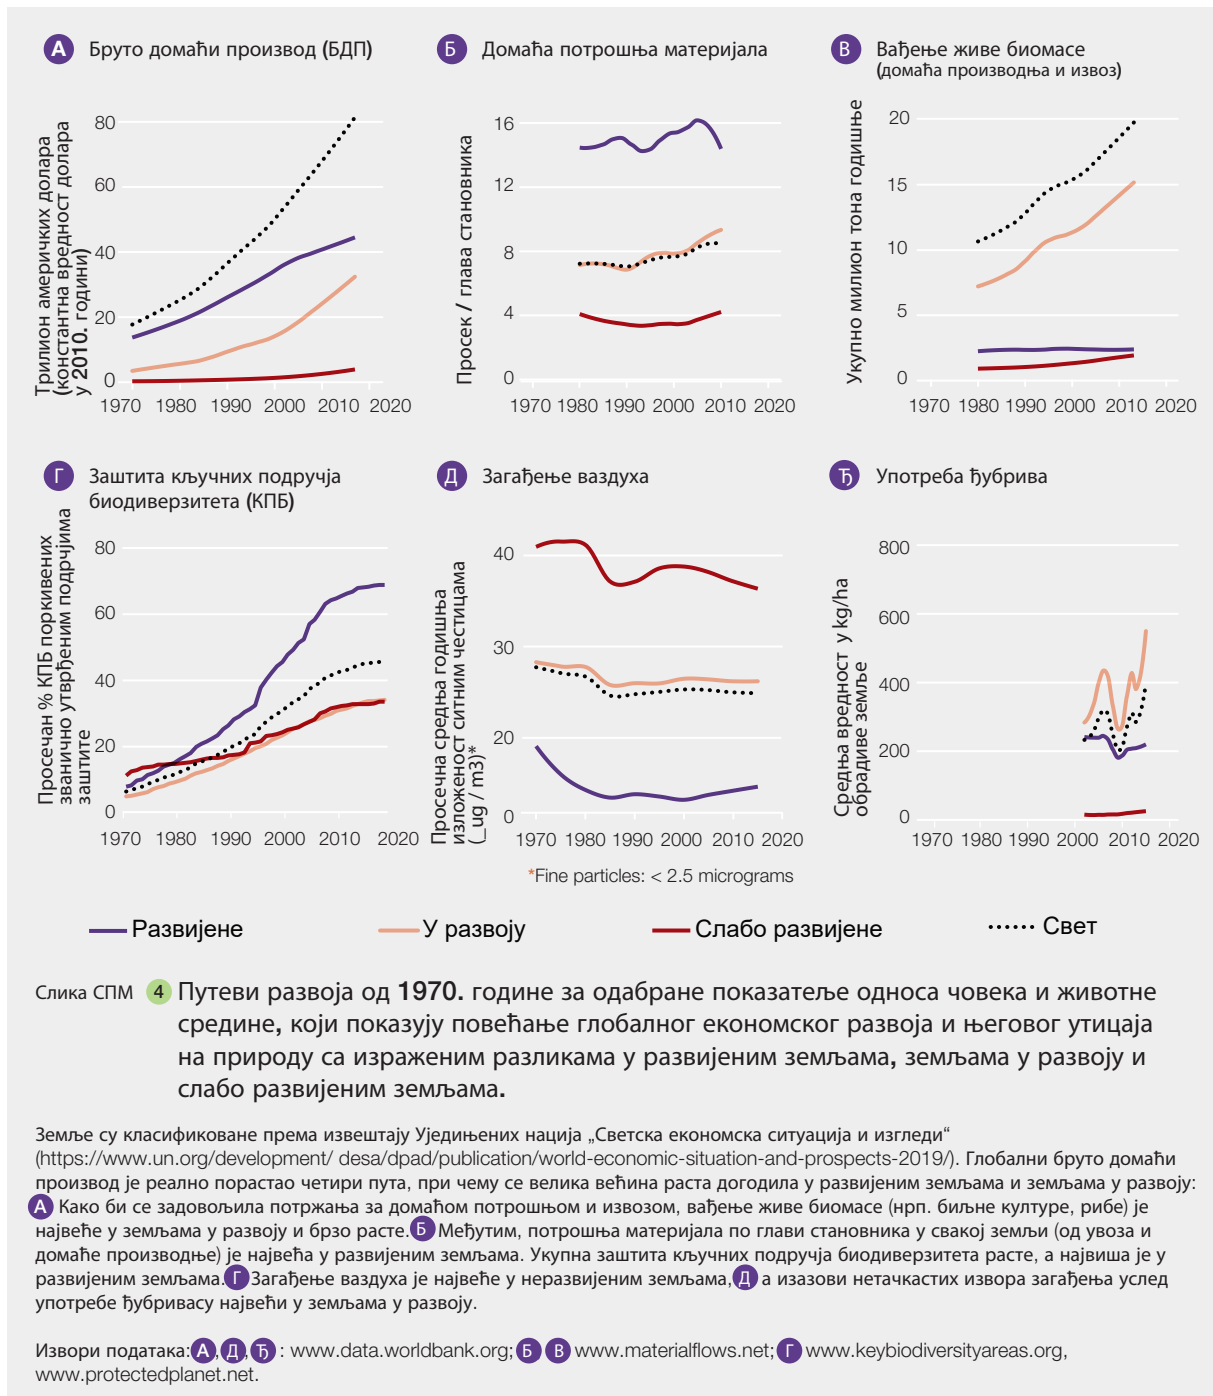 А Бруто домаћи производ (БДП)
Трилион америчких долара
(константна вредност долара
у 2010. години)
80
60
40
20
0
1970 1980 1990 2000 2010 2020
Б Домаћа потрошња материјала
Просек / глава становника
16
12
8
4
0
1970 1980 1990 2000 2010 2020
В Вађење живе биомасе
(домаћа производња и извоз)
Укупно милион тона годишње
20
15
10
5
0
1970 1980 1990 2000 2010 2020
Г Заштита кључних подручја
биодиверзитета (КПБ)
Просечан % КПБ поркивених
званично утврђеним подрчјима
заштите
80
60
40
20
0
1970 1980 1990 2000 2010 2020
Д Загађење ваздуха
Просечна средња годишња
изложеност ситним честицама
(_ug / m3)*
40
30
20
0
1970 1980 1990 2000 2010 2020
*Fine particles: < 2.5 micrograms
Ђ Употреба ђубрива
Средња вредност у kg/ha
обрадиве земље
800
600
400
200
0
1970 1980 1990 2000 2010 2020
Развијене У развоју Слабо развијене Свет
Слика СПМ 4 Путеви развоја од 1970. године за одабране показатеље односа човека и животне
средине, који показују повећање глобалног економског развоја и његовог утицаја
на природу са израженим разликама у развијеним земљама, земљама у развоју и
слабо развијеним земљама.
Земље су класификоване према извештају Уједињених нација „Светска економска ситуација и изгледи“
(https://www.un.org/development/ desa/dpad/publication/world-economic-situation-and-prospects-2019/). Глобални бруто домаћи
производ је реално порастао четири пута, при чему се велика већина раста догодила у развијеним земљама и земљама у развоју:
А Како би се задовољила потржања за домаћом потрошњом и извозом, вађење живе биомасе (нрп. биљне културе, рибе) је
највеће у земљама у развоју и брзо расте. Б Међутим, потрошња материјала по глави становника у свакој земљи (од увоза и
домаће производње) је највећа у развијеним земљама. Укупна заштита кључних подручја биодиверзитета расте, а највиша је у
развијеним земљама. Г Загађење ваздуха је највеће у неразвијеним земљама, Д а изазови нетачкастих извора загађења услед
употребе ђубривасу највећи у земљама у развоју.
Извори података: А, Д, Ђ : www.data.worldbank.org; Б В www.materialflows.net; Г www.keybiodiversityareas.org,
www.protectedplanet.net.